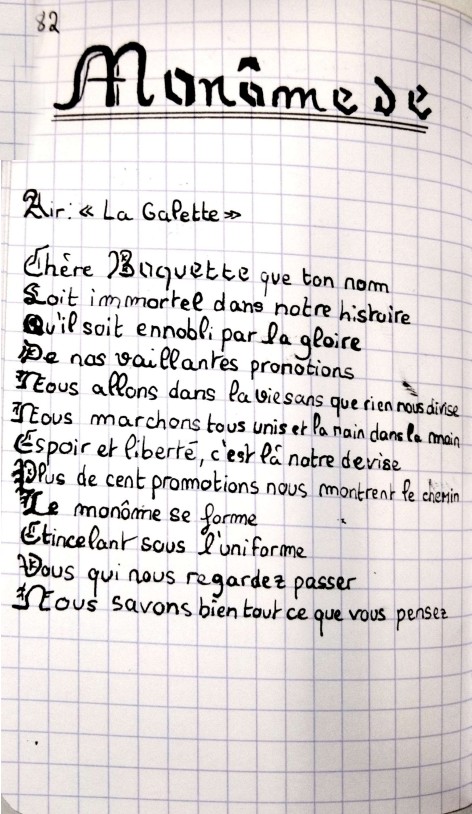 82
Monôme de
Air: « La Galette »
Chère Buquette que ton nom
Soit immortel dans notre histoire
Qu'il soit ennobli par la gloire
De nos vaillantes promotions
Nous allons dans la vie sans que rien nous divise
Nous marchons tous unis et la main dans la main
Espoir et liberté, c'est là notre devise
Plus de cent promotions nous montrent le chemin
Le monôme se forme
Etincelant sous l'uniforme
Vous qui nous regardez passer
Nous savons bien tout ce que vous pensez